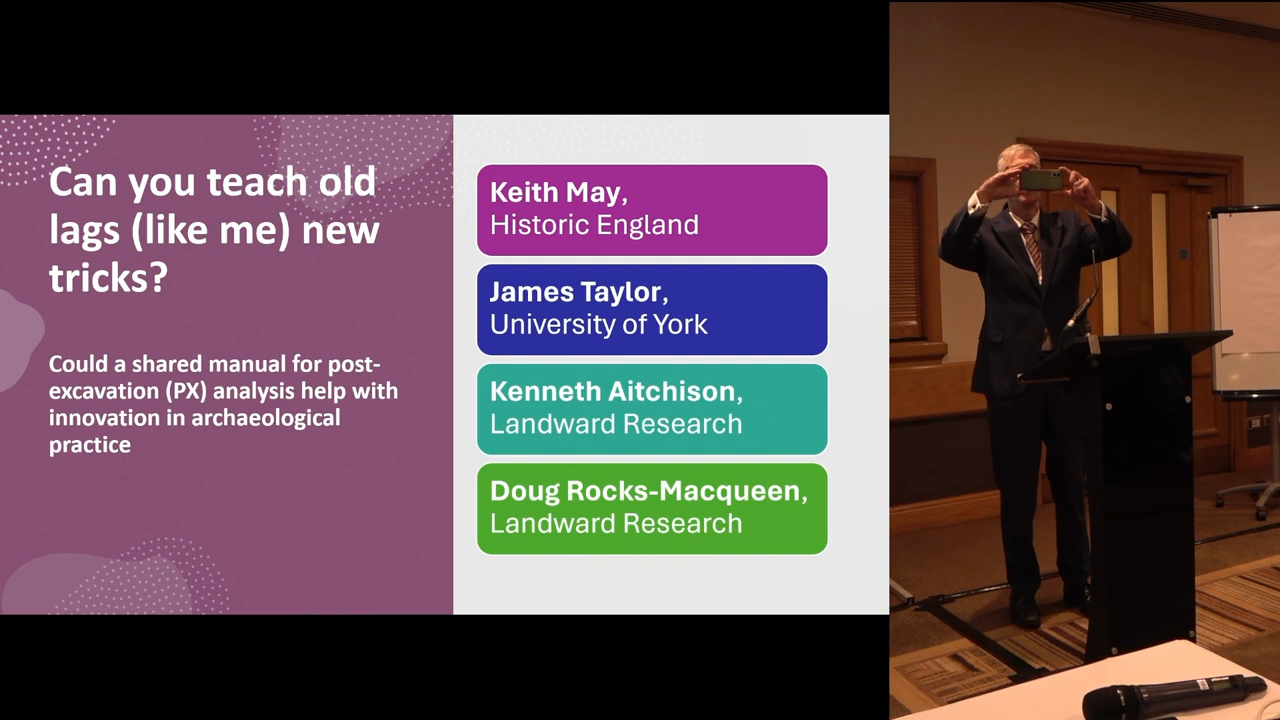 Can you teach old
lags (like me) new
tricks?
Could a shared manual for post-
excavation (PX) analysis help with
innovation in archaeological
practice
Keith May,
Historic England
James Taylor,
University of York
Kenneth Aitchison,
Landward Research
Doug Rocks-Macqueen,
Landward Research